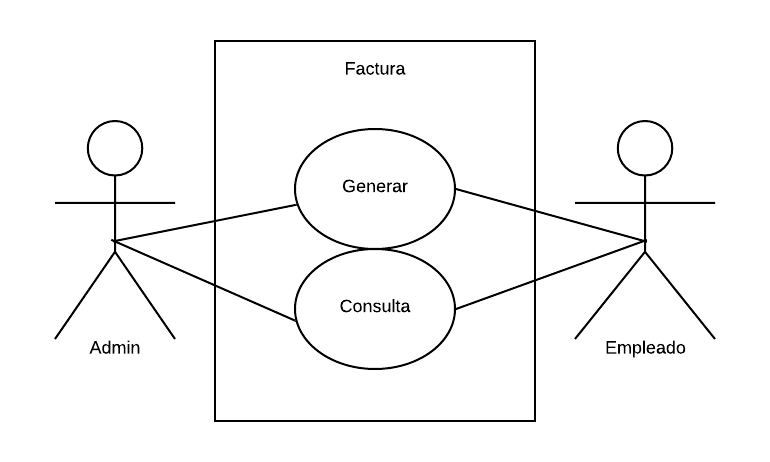 Factura
Generar
Consulta
Admin
Empleado